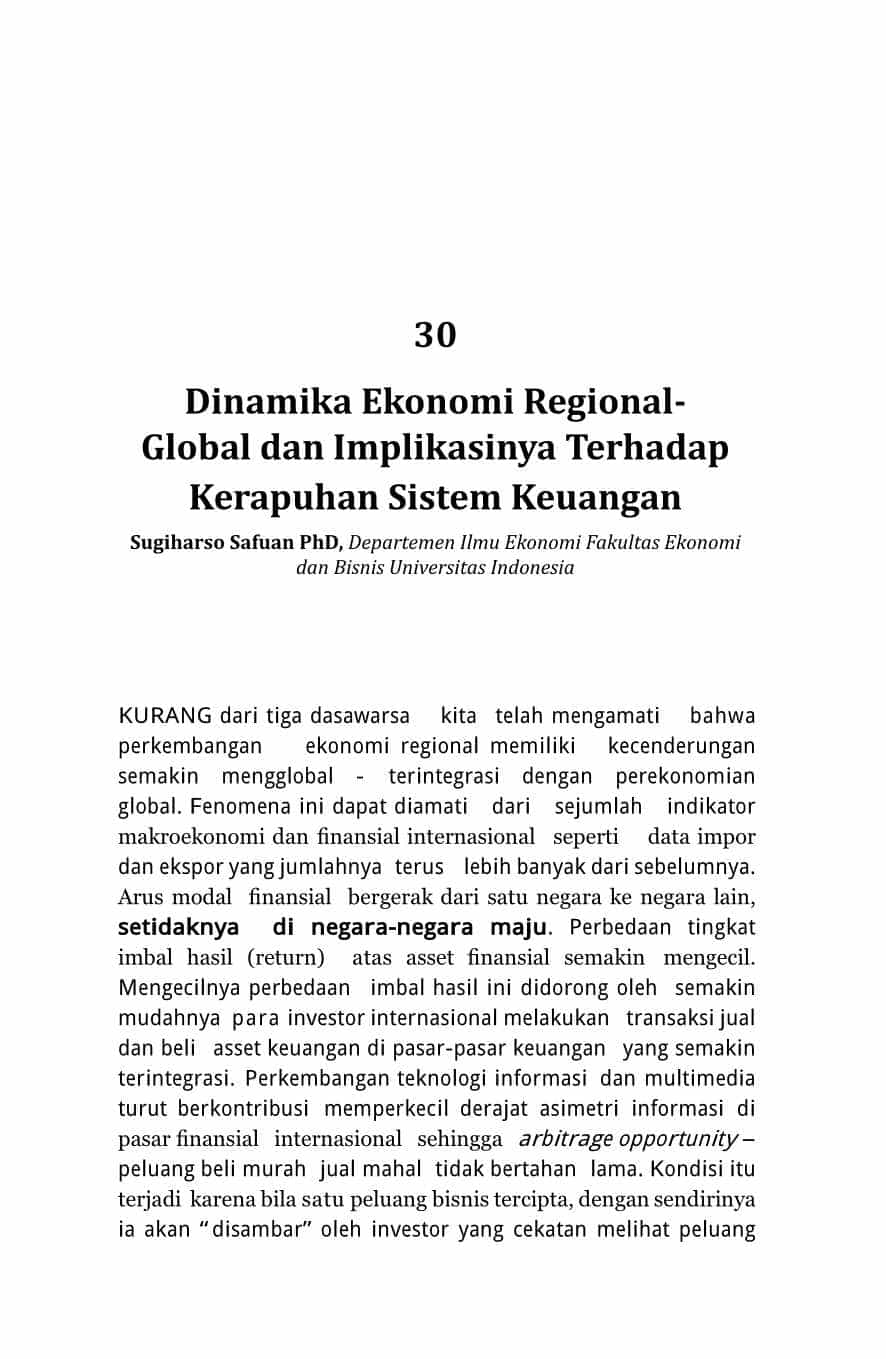 30
Dinamika Ekonomi Regional-
Global dan Implikasinya Terhadap
Kerapuhan Sistem Keuangan
Sugiharso Safuan PhD, Departemen Ilmu Ekonomi Fakultas Ekonomi
dan Bisnis Universitas Indonesia
KURANG dari tiga dasawarsa kita telah mengamati bahwa
perkembangan ekonomi regional memiliki kecenderungan
semakin mengglobal - terintegrasi dengan perekonomian
global. Fenomena ini dapat diamati dari sejumlah indikator
makroekonomi dan finansial internasional seperti data impor
dan ekspor yang jumlahnya terus lebih banyak dari sebelumnya.
Arus modal finansial bergerak dari satu negara ke negara lain,
setidaknya di negara-negara maju. Perbedaan tingkat
imbal hasil (return) atas asset finansial semakin mengecil.
Mengecilnya perbedaan imbal hasil ini didorong oleh semakin
mudahnya para investor internasional melakukan transaksi jual
dan beli asset keuangan di pasar-pasar keuangan yang semakin
terintegrasi. Perkembangan teknologi informasi dan multimedia
turut berkontribusi memperkecil derajat asimetri informasi di
pasar finansial internasional sehingga arbitrage opportunity –
peluang beli murah jual mahal tidak bertahan lama. Kondisi itu
terjadi karena bila satu peluang bisnis tercipta, dengan sendirinya
ia akan “disambar” oleh investor yang cekatan melihat peluang